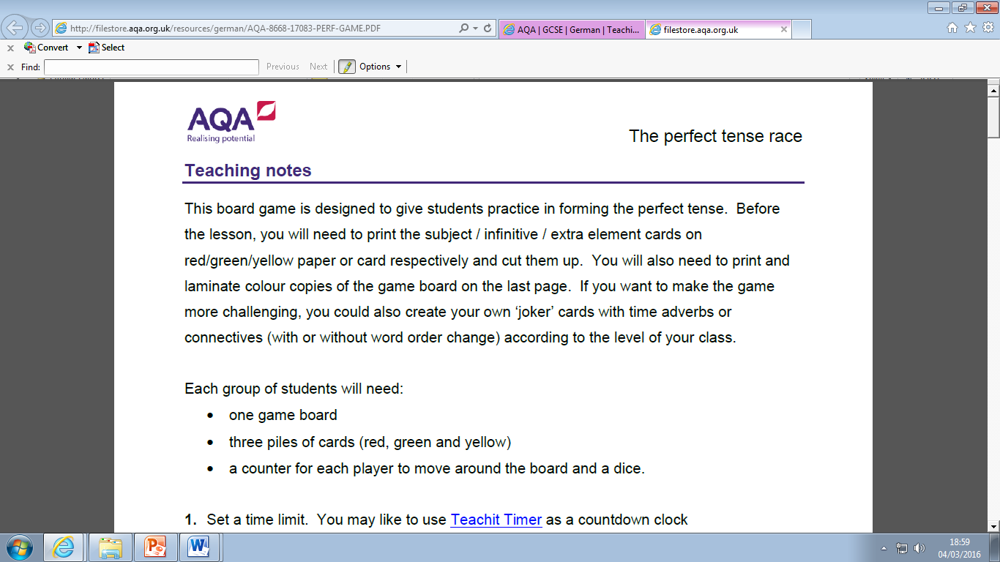 http://filestore.aqa.org.uk/resources/german/AQA-8668-17083-PERF-GAME.PDF
AQA | GCSE | German | Teachi...
filestore.aqa.org.uk
x Convert Select
x Find: Previous Next Options
AQA
Realising potential
The perfect tense race
Teaching notes
This board game is designed to give students practice in forming the perfect tense. Before
the lesson, you will need to print the subject / infinitive / extra element cards on
red/green/yellow paper or card respectively and cut them up. You will also need to print and
laminate colour copies of the game board on the last page. If you want to make the game
more challenging, you could also create your own ‘joker’ cards with time adverbs or
connectives (with or without word order change) according to the level of your class.
Each group of students will need:
• one game board
• three piles of cards (red, green and yellow)
• a counter for each player to move around the board and a dice.
1. Set a time limit. You may like to use Teachit Timer as a countdown clock
18:59
04/03/2016